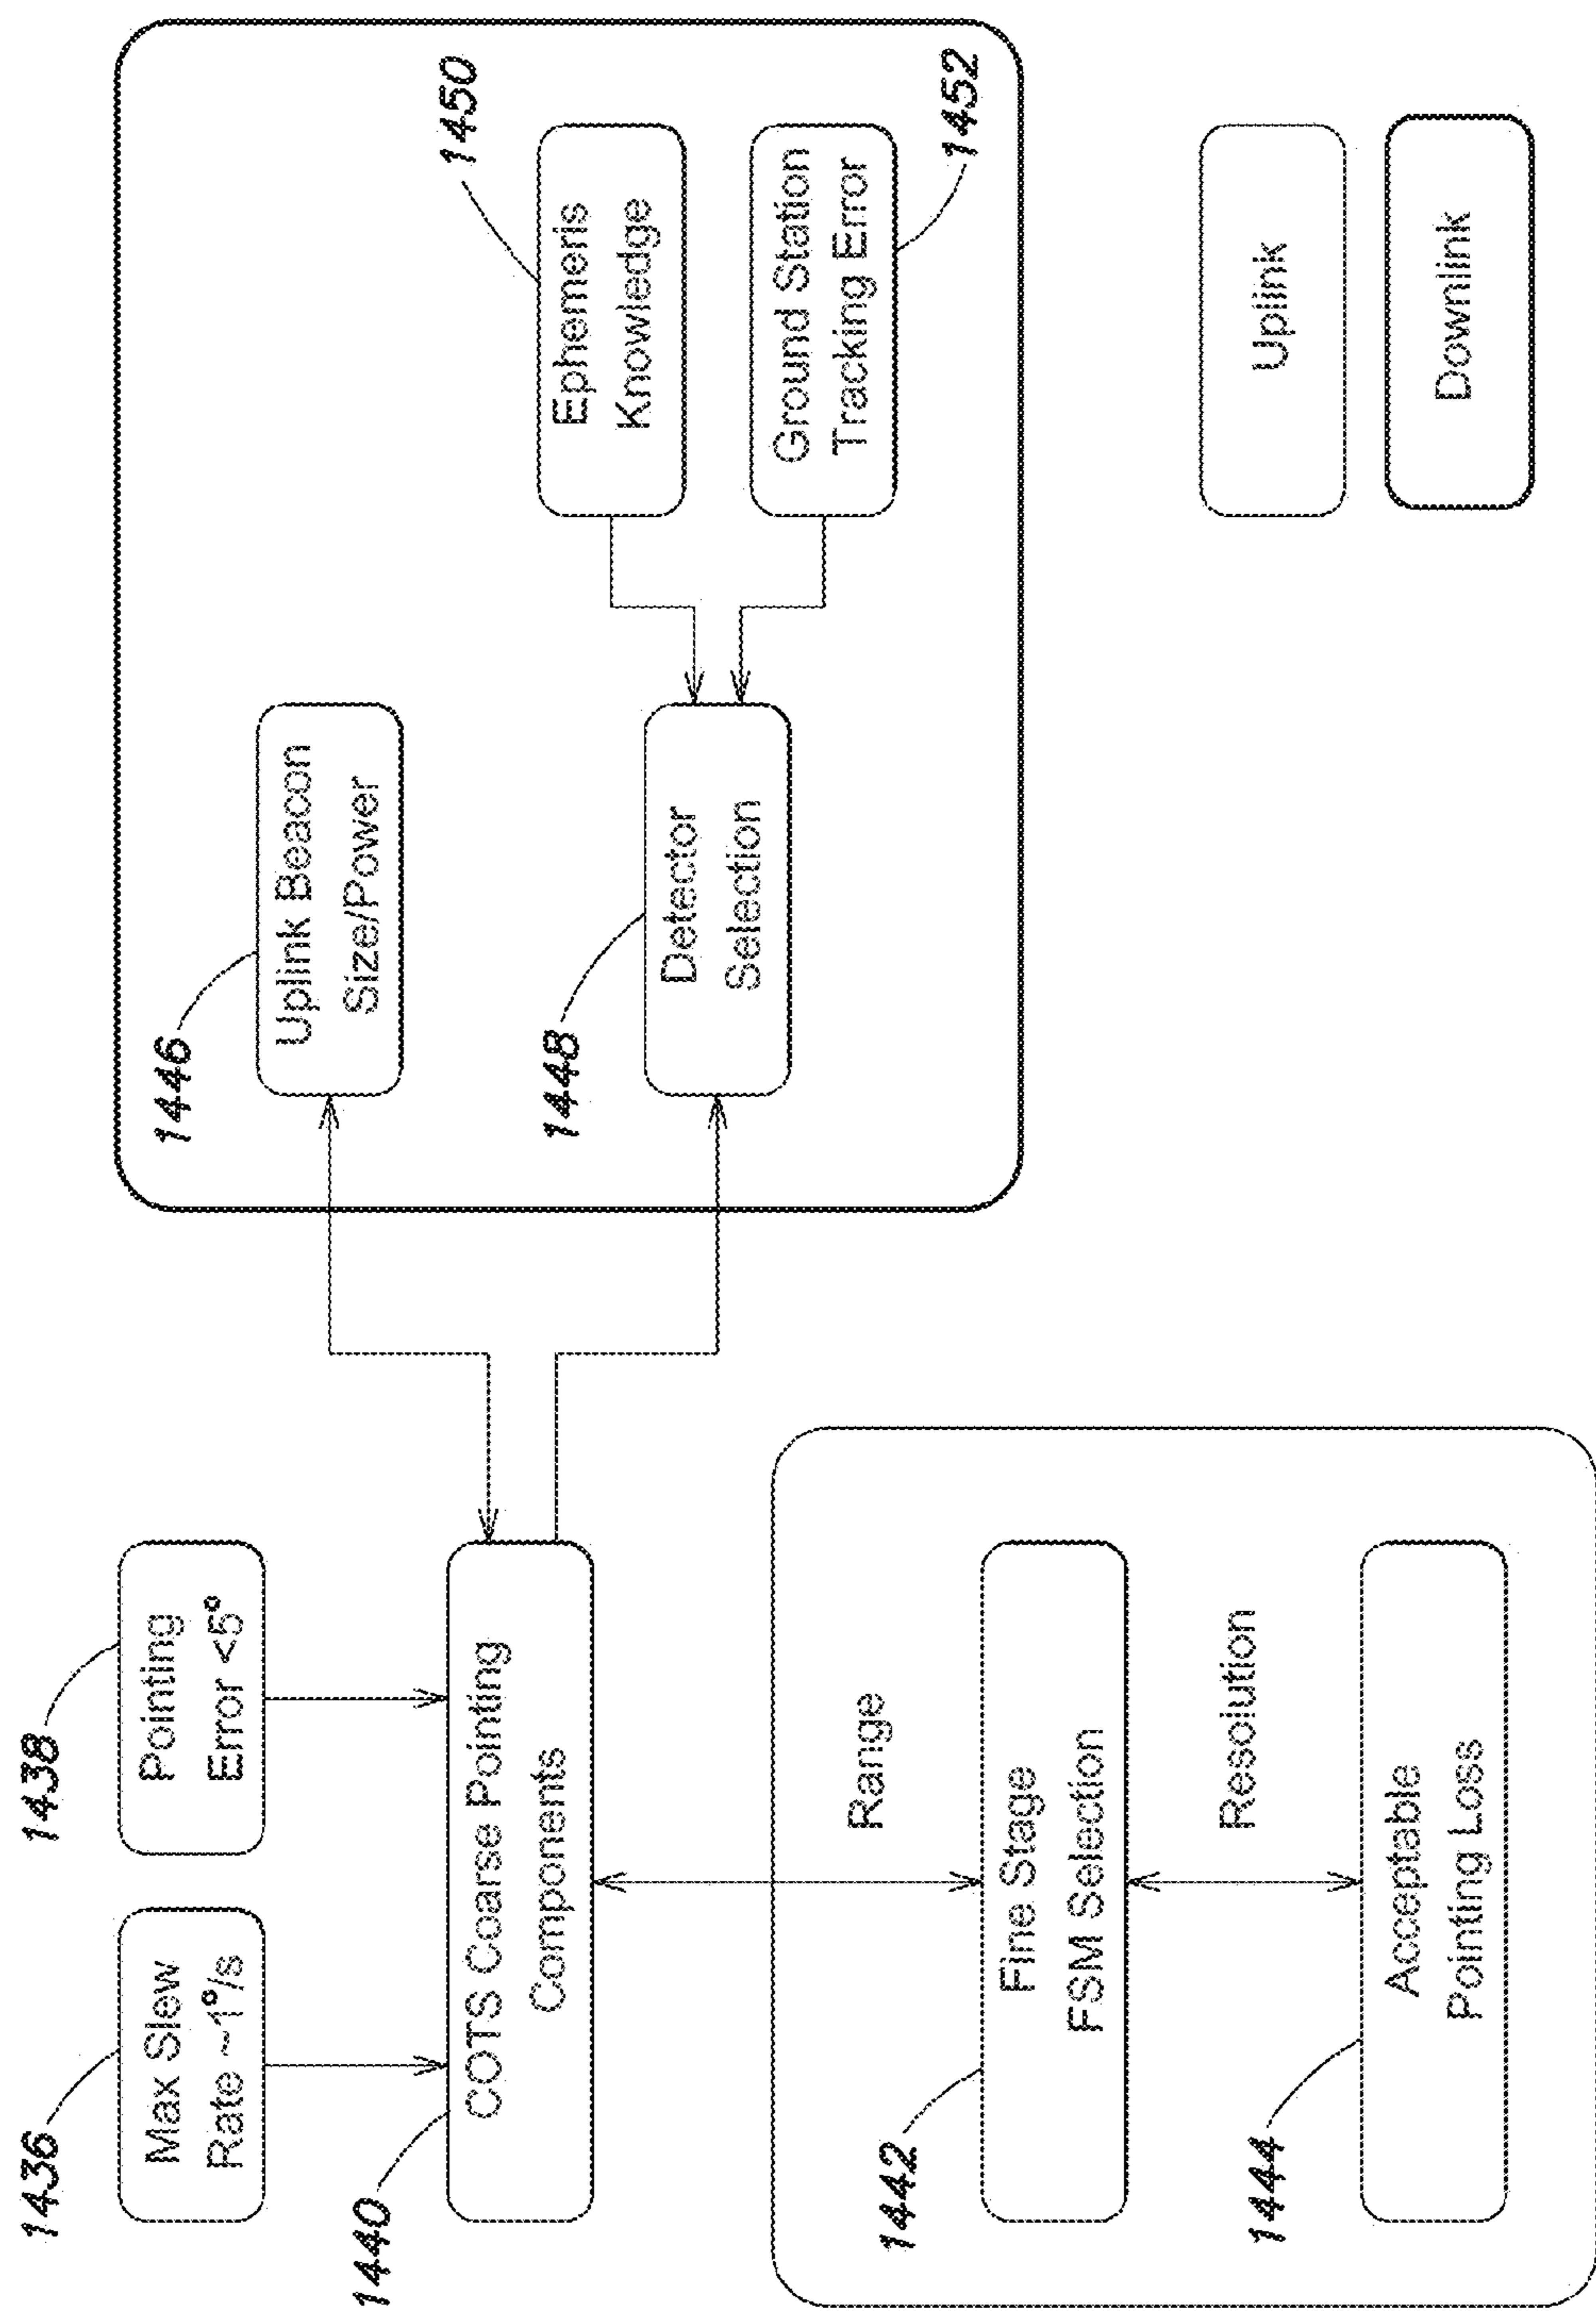 1436
Max Slew
Rate ~1°/s
1438
Pointing
Error <5°
1440
COTS Coarse Pointing
Components
Range
1442
Fine Stage
FSM Selection
Resolution
1444
Acceptable
Pointing Loss
1446
Uplink Beacon
Size/Power
1448
Detector
Selection
1450
Ephemeris
Knowledge
Ground Station
Tracking Error
1452
Uplink
Downlink